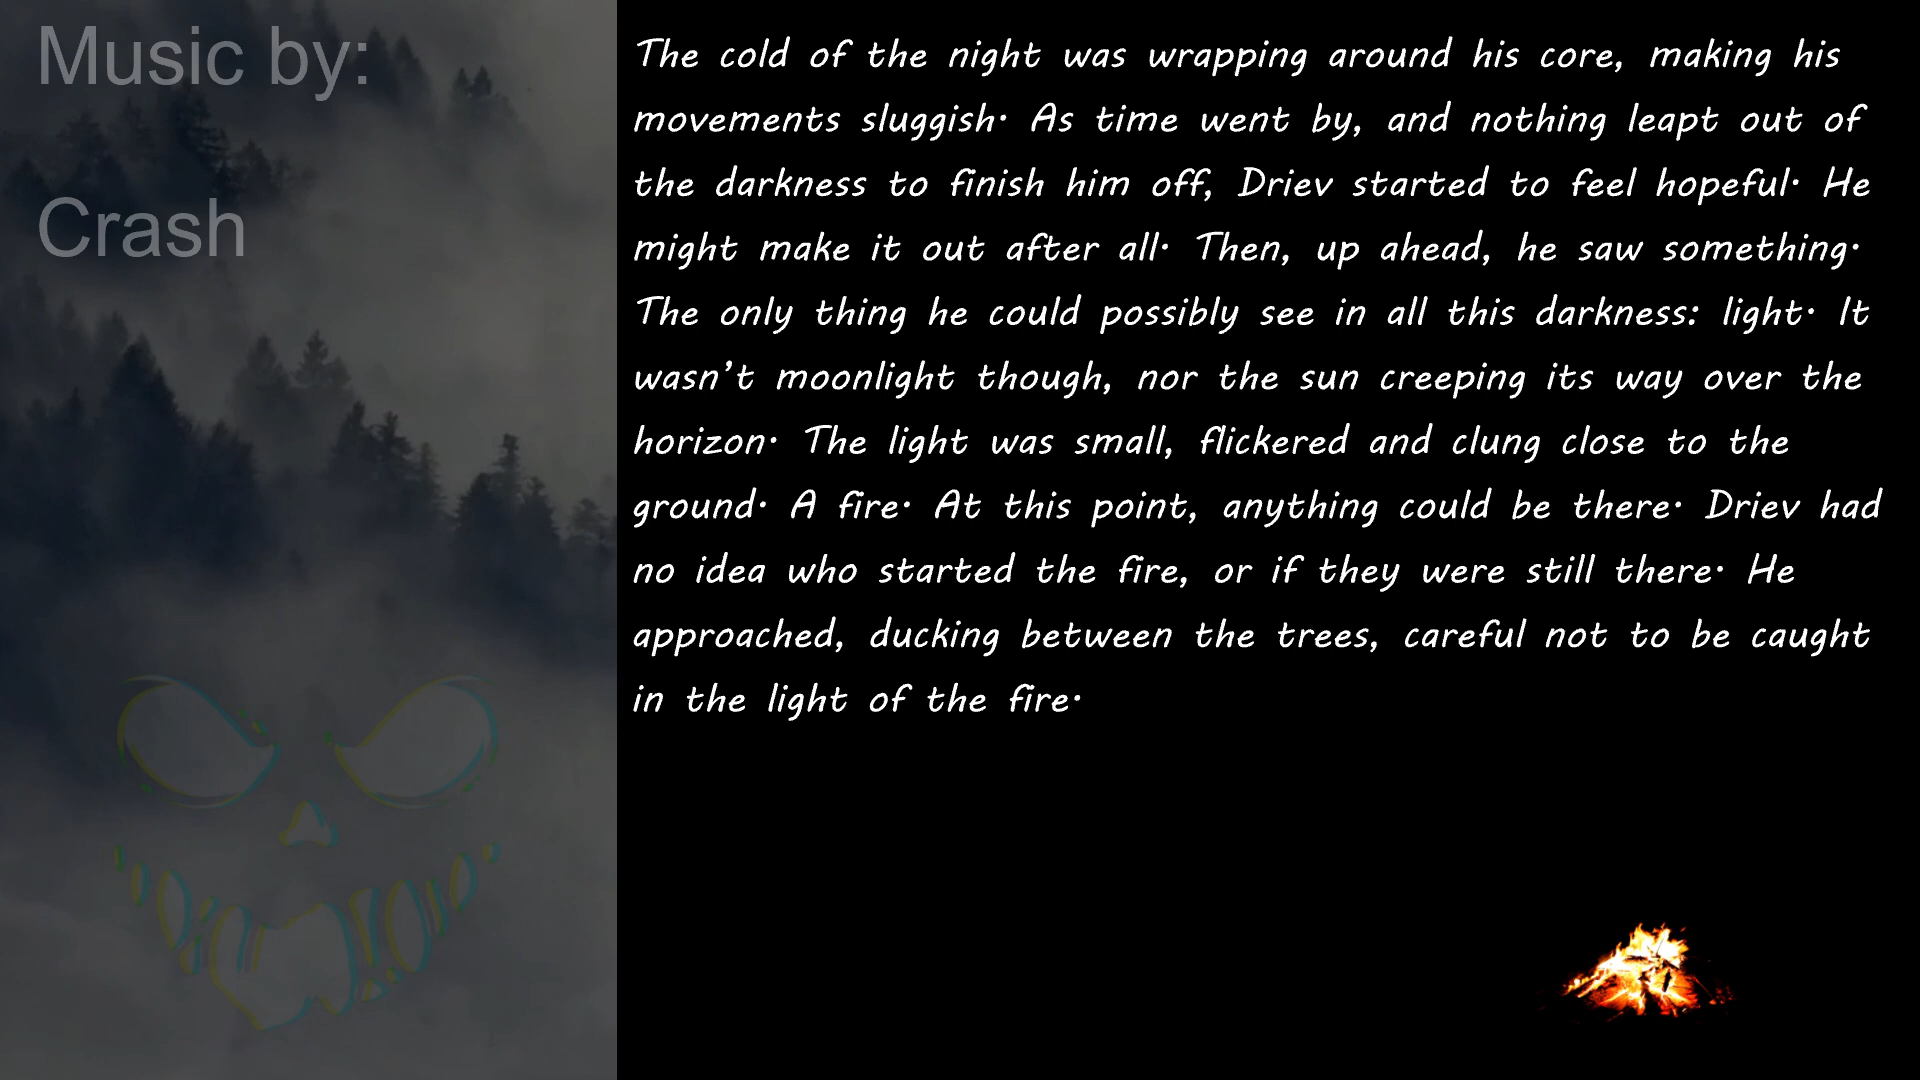 Music by:
Crash
The cold of the night was wrapping around his core, making his
movements sluggish. As time went by, and nothing leapt out of
the darkness to finish him off, Driev started to feel hopeful. He
might make it out after all. Then, up ahead, he saw something.
The only thing he could possibly see in all this darkness: light. It
wasn’t moonlight though, nor the sun creeping its way over the
horizon. The light was small, flickered and clung close to the
ground. A fire. At this point, anything could be there. Driev had
no idea who started the fire, or if they were still there. He
approached, ducking between the trees, careful not to be caught
in the light of the fire.